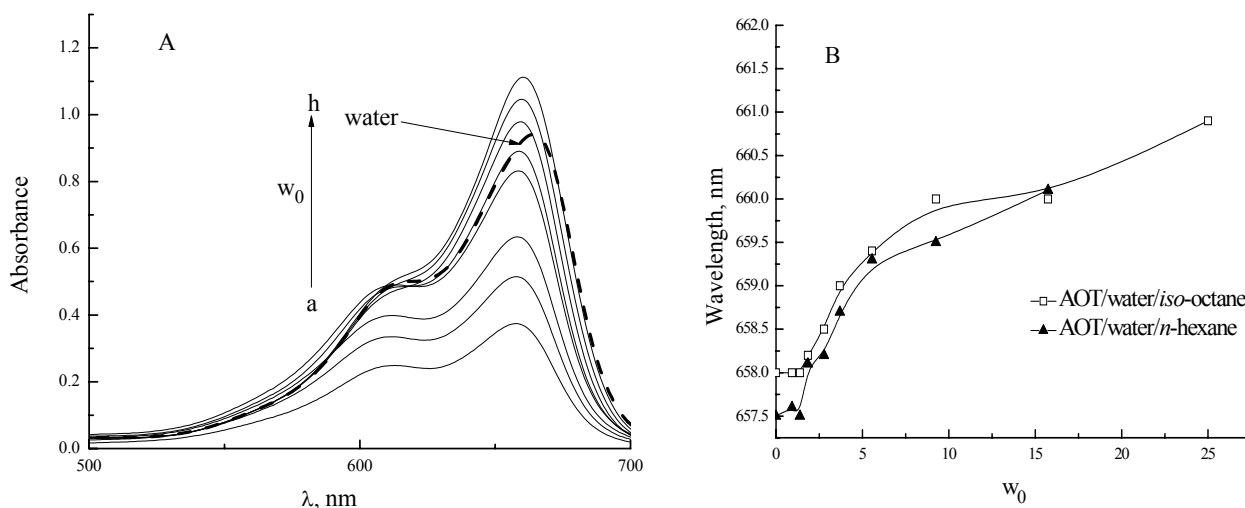 A
1.2
1.0
0.8
0.6
0.4
0.2
0.0
Absorbance
h
w0
a
water
500
600
700
λ, nm
B
662.0
661.5
661.0
660.5
660.0
659.5
659.0
658.5
658.0
657.5
Wavelength, nm
AOT/water/iso-octane
AOT/water/n-hexane
0
5
10
15
20
25
w0